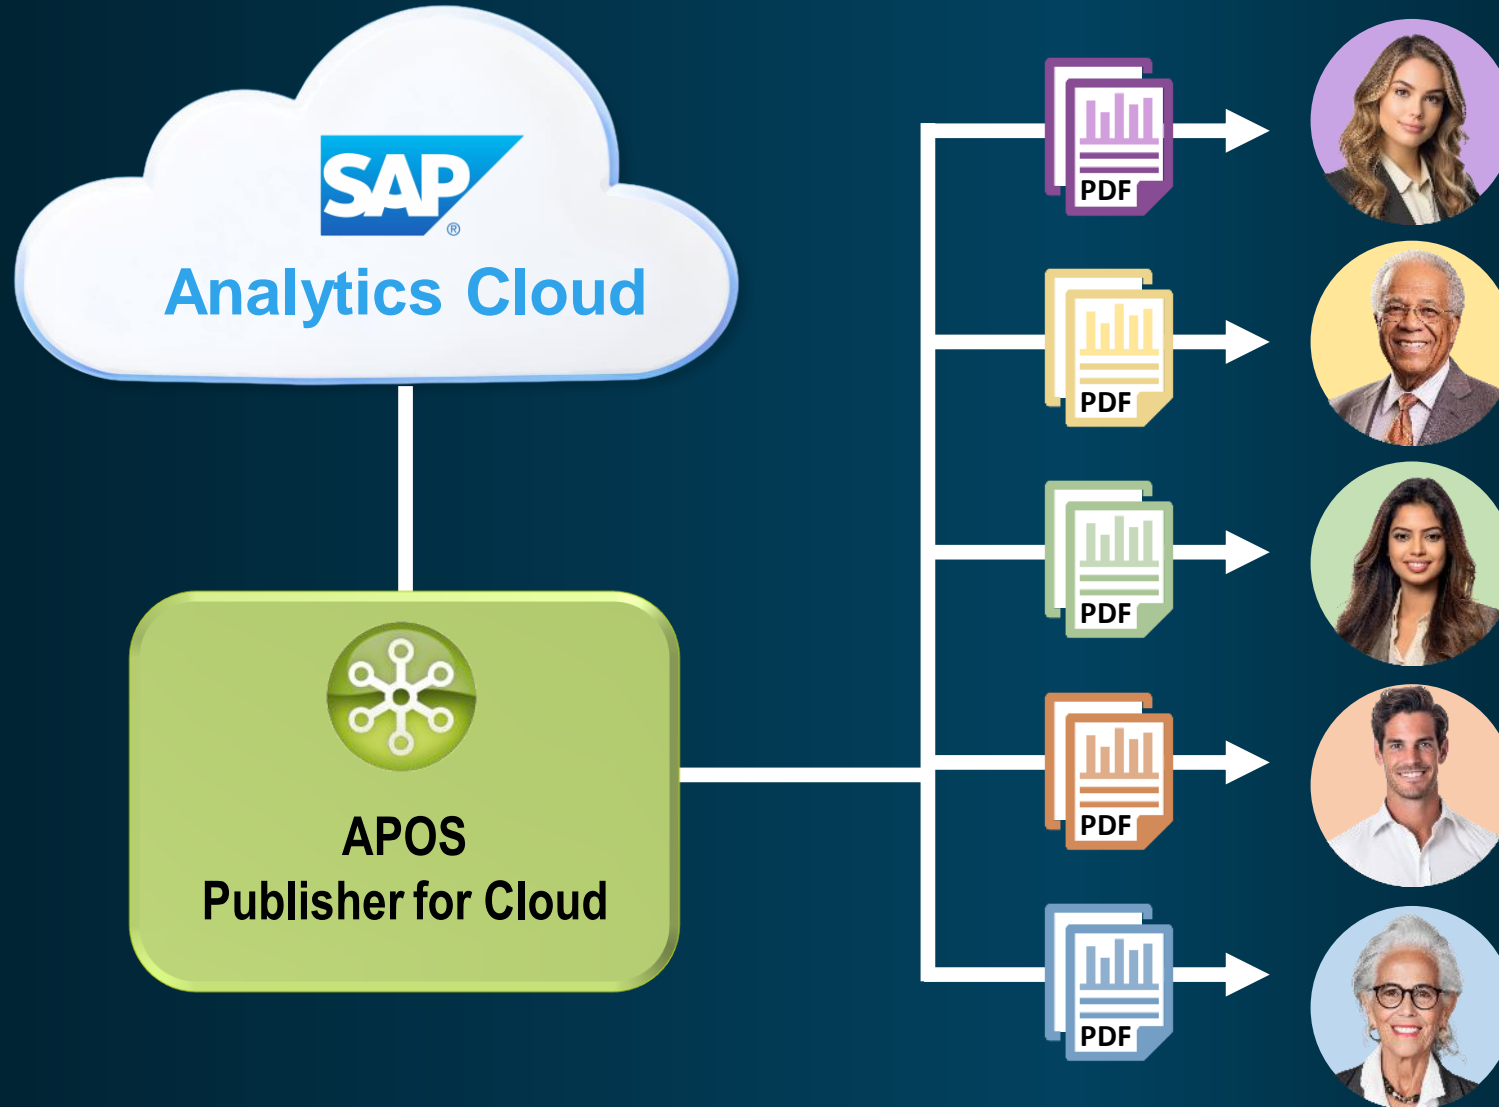 SAP
®
Analytics Cloud
APOS
Publisher for Cloud
PDF
PDF
PDF
PDF
PDF